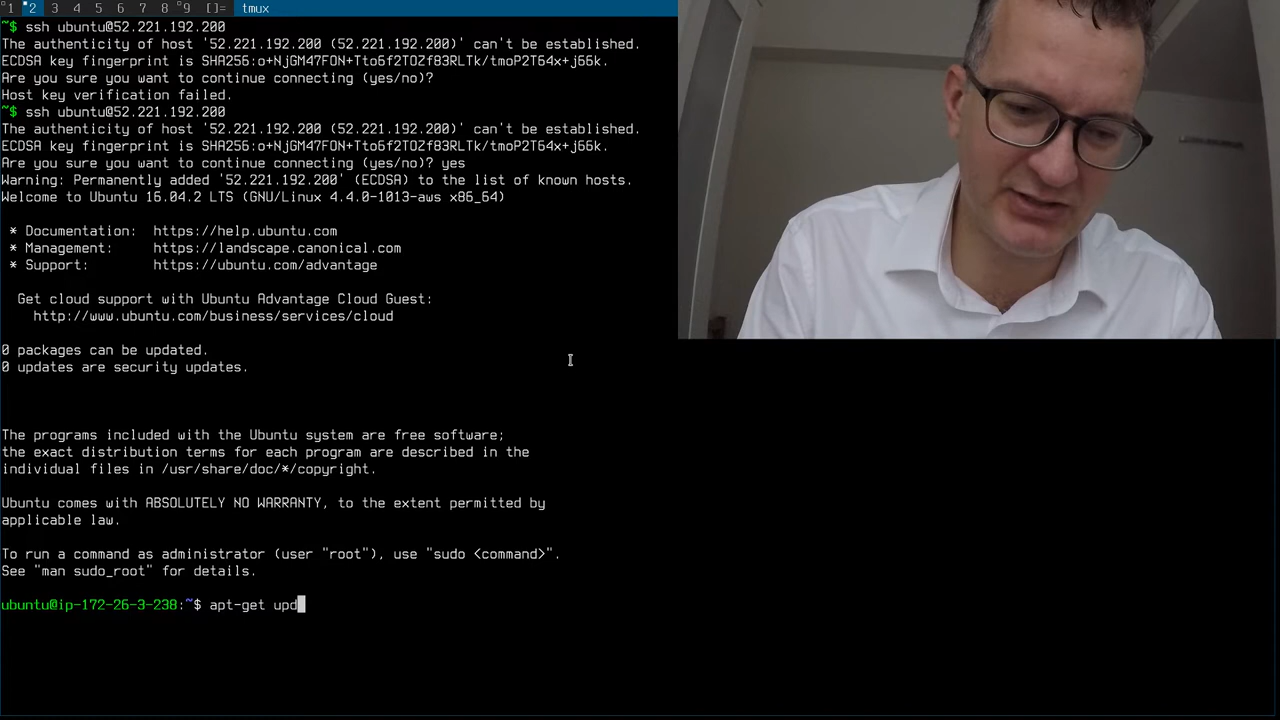 1 2 3 4 5 6 7 8 9 []= tmux
~$ ssh ubuntu@52.221.192.200
The authenticity of host '52.221.192.200 (52.221.192.200)' can't be established.
ECDSA key fingerprint is SHA256:o+NjGM47FON+Tto6f2TOZf83RLTk/tmoP2T64x+j66k.
Are you sure you want to continue connecting (yes/no)?
Host key verification failed.
~$ ssh ubuntu@52.221.192.200
The authenticity of host '52.221.192.200 (52.221.192.200)' can't be established.
ECDSA key fingerprint is SHA256:o+NjGM47FON+Tto6f2TOZf83RLTk/tmoP2T64x+j66k.
Are you sure you want to continue connecting (yes/no)? yes
Warning: Permanently added '52.221.192.200' (ECDSA) to the list of known hosts.
Welcome to Ubuntu 16.04.2 LTS (GNU/Linux 4.4.0-1013-aws x86_64)
* Documentation: https://help.ubuntu.com
* Management: https://landscape.canonical.com
* Support: https://ubuntu.com/advantage
Get cloud support with Ubuntu Advantage Cloud Guest:
http://www.ubuntu.com/business/services/cloud
0 packages can be updated.
0 updates are security updates.
The programs included with the Ubuntu system are free software;
the exact distribution terms for each program are described in the
individual files in /usr/share/doc/*/copyright.
Ubuntu comes with ABSOLUTELY NO WARRANTY, to the extent permitted by
applicable law.
To run a command as administrator (user "root"), use "sudo <command>".
See "man sudo_root" for details.
ubuntu@ip-172-26-3-238:~$ apt-get upd